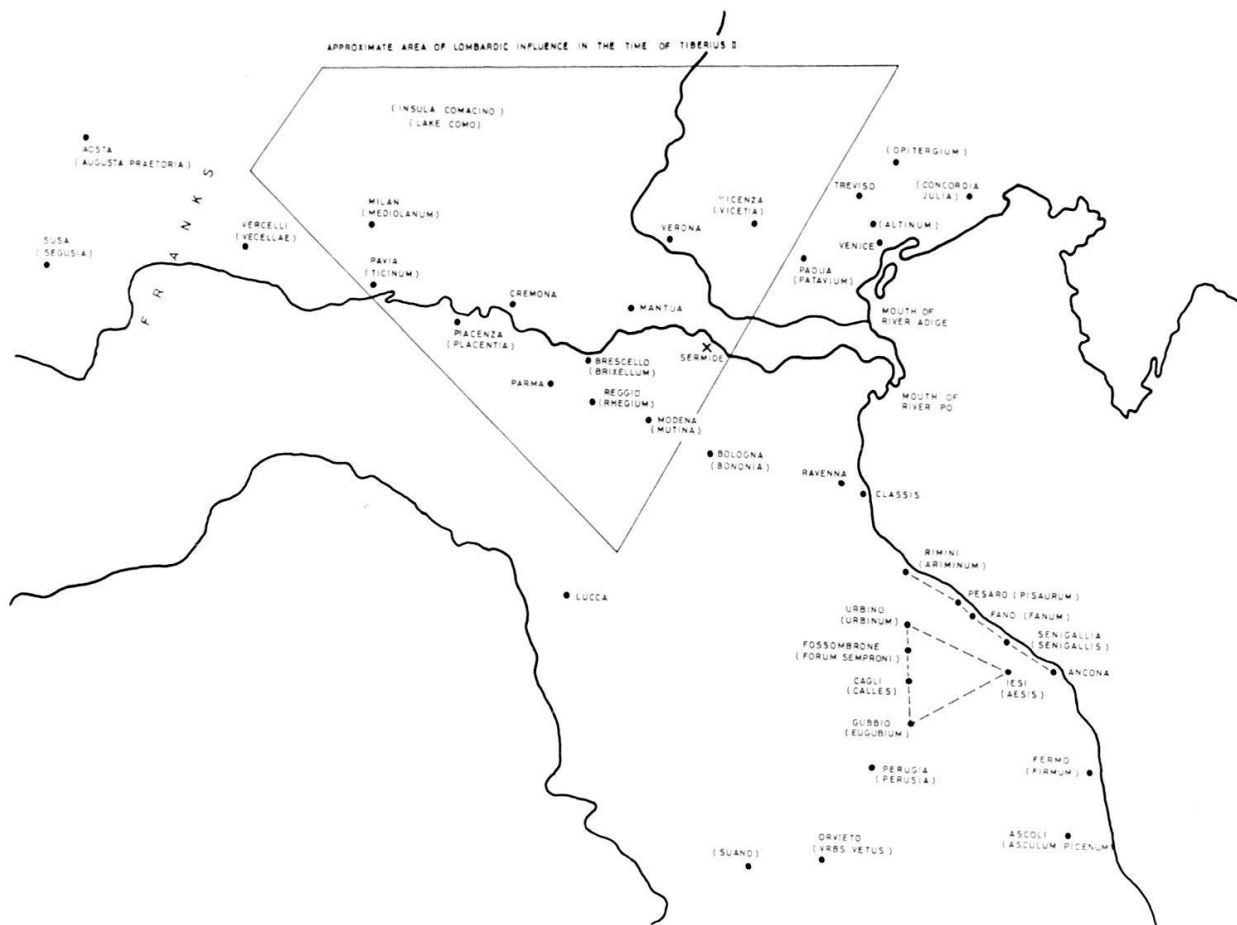 APPROXIMATE AREA OF LOMBARDIC INFLUENCE IN THE TIME OF TIBERIUS II
(INSULA COMACINO)
(LAKE COMO)
AOSTA
(AUGUSTA PRAETORIA)
FRANKS
SUSA
(SEGUSIA)
VERCELLI
(VECELLAE)
MILAN
(MEDIOLANUM)
PAVIA
(TICINUM)
CREMONA
PIACENZA
(PLACENTIA)
MANTUA
VERONA
VICENZA
(VICETIA)
(OPITERGIUM)
TREVISO
(CONCORDIA
JULIA)
(ALTINUM)
VENICE
PADUA
(PATAVIUM)
MOUTH OF
RIVER ADIGE
SERMIDE
BRESCELLO
(BRIXELLUM)
PARMA
REGGIO
(RHEGIUM)
MODENA
(MUTINA)
MOUTH OF
RIVER PO
BOLOGNA
(BONONIA)
RAVENNA
CLASSIS
RIMINI
(ARIMINUM)
LUCCA
PESARO (PISAURUM)
FANO (FANUM)
URBINO
(URBINUM)
SENIGALLIA
(SENIGALLIS)
FOSSOMBRONE
(FORUM SEMPRONI)
CAGLI
(CALLES)
IESI
(AESIS)
ANCONA
GUBBIO
(EUGUBIUM)
PERUGIA
(PERUSIA)
FERMO
(FIRMUM)
ASCOLI
(ASCULUM PICENUM)
ORVIETO
(VRBS VETUS)
(SUANO)